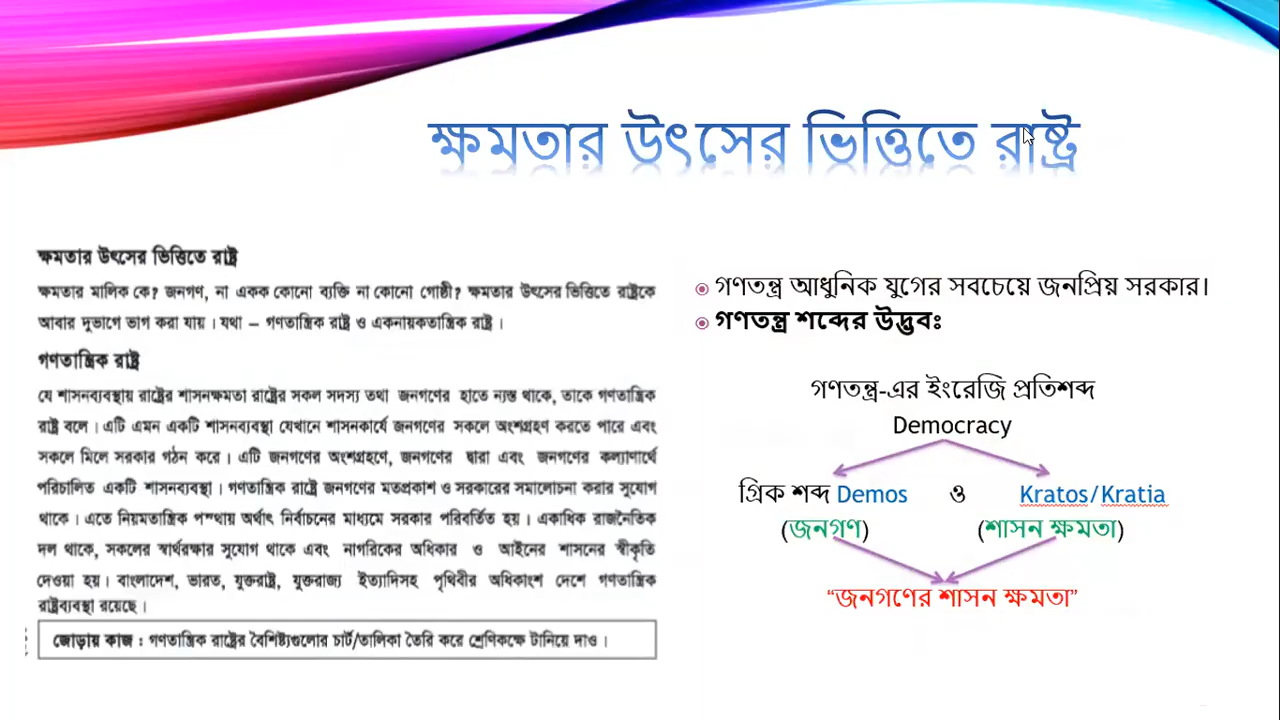 ক্ষমতার উৎসের ভিত্তিতে রাষ্ট্র
ক্ষমতার উৎসের ভিত্তিতে রাষ্ট্র
ক্ষমতার মালিক কে? জনগণ, না একক কোনো ব্যক্তি না কোনো গোষ্ঠী? ক্ষমতার উৎসের ভিত্তিতে রাষ্ট্রকে
আবার দুভাগে ভাগ করা যায়। যথা – গণতান্ত্রিক রাষ্ট্র ও একনায়কতান্ত্রিক রাষ্ট্র।
গণতান্ত্রিক রাষ্ট্র
যে শাসনব্যবস্থায় রাষ্ট্রের শাসনক্ষমতা রাষ্ট্রের সকল সদস্য তথা জনগণের হাতে ন্যস্ত থাকে, তাকে গণতান্ত্রিক
রাষ্ট্র বলে। এটি এমন একটি শাসনব্যবস্থা যেখানে শাসনকার্যে জনগণের সকলে অংশগ্রহণ করতে পারে এবং
সকলে মিলে সরকার গঠন করে। এটি জনগণের অংশগ্রহণে, জনগণের দ্বারা এবং জনগণের কল্যাণার্থে
পরিচালিত একটি শাসনব্যবস্থা। গণতান্ত্রিক রাষ্ট্রে জনগণের মতপ্রকাশ ও সরকারের সমালোচনা করার সুযোগ
থাকে। এতে নিয়মতান্ত্রিক পন্থায় অর্থাৎ নির্বাচনের মাধ্যমে সরকার পরিবর্তিত হয়। একাধিক রাজনৈতিক
দল থাকে, সকলের স্বার্থরক্ষার সুযোগ থাকে এবং নাগরিকের অধিকার ও আইনের শাসনের স্বীকৃতি
দেওয়া হয়। বাংলাদেশ, ভারত, যুক্তরাষ্ট্র, যুক্তরাজ্য ইত্যাদিসহ পৃথিবীর অধিকাংশ দেশে গণতান্ত্রিক
রাষ্ট্রব্যবস্থা রয়েছে।
জোড়ায় কাজ : গণতান্ত্রিক রাষ্ট্রের বৈশিষ্ট্যগুলোর চার্ট/তালিকা তৈরি করে শ্রেণিকক্ষে টানিয়ে দাও।
গণতন্ত্র আধুনিক যুগের সবচেয়ে জনপ্রিয় সরকার।
গণতন্ত্র শব্দের উদ্ভবঃ
গণতন্ত্র-এর ইংরেজি প্রতিশব্দ
Democracy
গ্রিক শব্দ Demos ও Kratos/Kratia
(জনগণ) (শাসন ক্ষমতা)
“জনগণের শাসন ক্ষমতা”